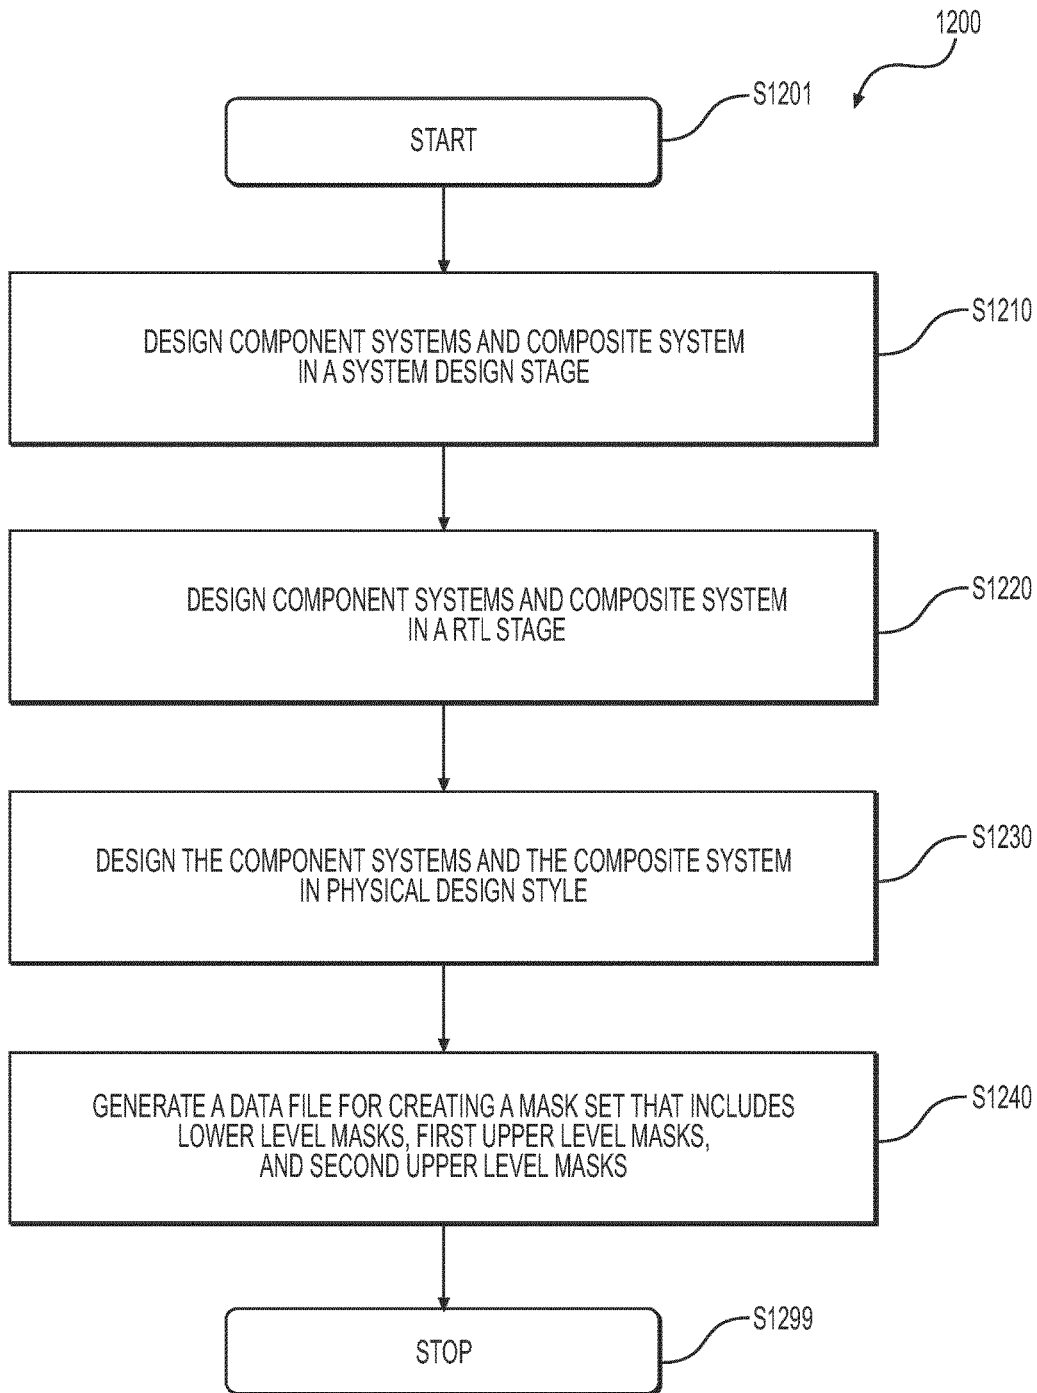 1200
S1201
START
S1210
DESIGN COMPONENT SYSTEMS AND COMPOSITE SYSTEM
IN A SYSTEM DESIGN STAGE
S1220
DESIGN COMPONENT SYSTEMS AND COMPOSITE SYSTEM
IN A RTL STAGE
S1230
DESIGN THE COMPONENT SYSTEMS AND THE COMPOSITE SYSTEM
IN PHYSICAL DESIGN STYLE
S1240
GENERATE A DATA FILE FOR CREATING A MASK SET THAT INCLUDES
LOWER LEVEL MASKS, FIRST UPPER LEVEL MASKS,
AND SECOND UPPER LEVEL MASKS
S1299
STOP